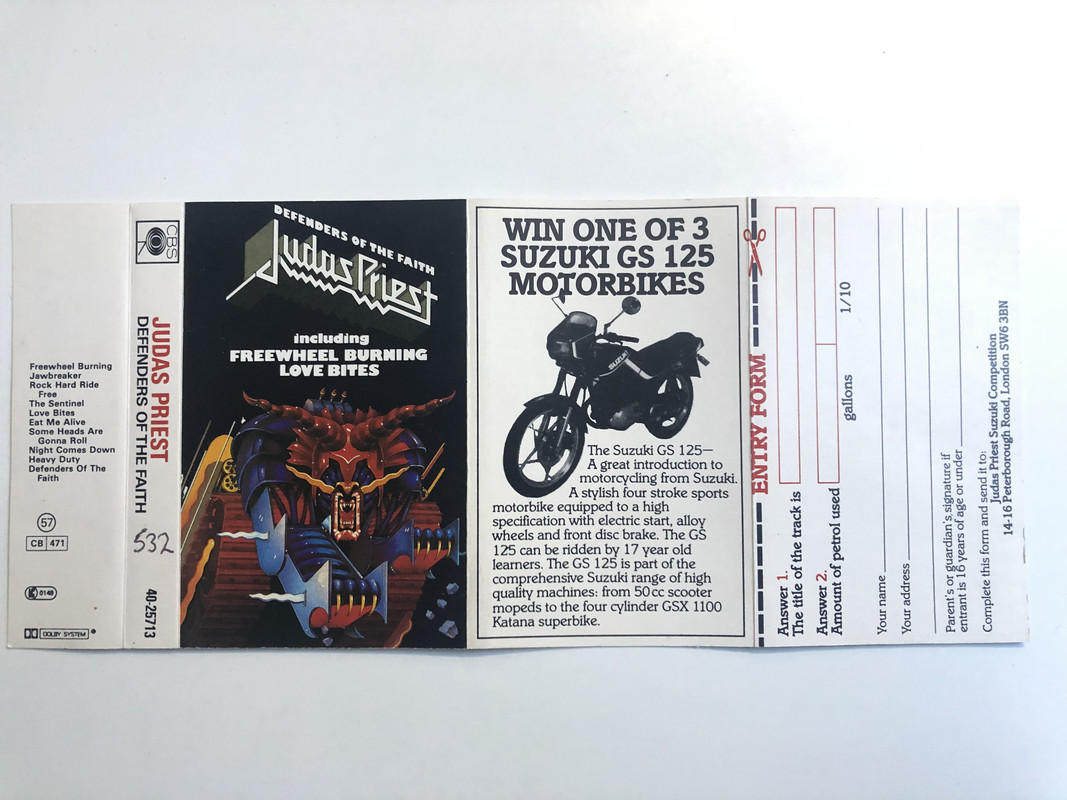 Freewheel Burning
Jawbreaker
Rock Hard Ride
Free
The Sentinel
Love Bites
Eat Me Alive
Some Heads Are
Gonna Roll
Night Comes Down
Heavy Duty
Defenders Of The
Faith
57
CB 471
0149
DOLBY SYSTEM
CBS
JUDAS PRIEST
DEFENDERS OF THE FAITH
532
40-25713
DEFENDERS OF THE FAITH
Judas Priest
including
FREEWHEEL BURNING
LOVE BITES
WIN ONE OF 3
SUZUKI GS 125
MOTORBIKES
SUZUKI
The Suzuki GS 125—
A great introduction to
motorcycling from Suzuki.
A stylish four stroke sports
motorbike equipped to a high
specification with electric start, alloy
wheels and front disc brake. The GS
125 can be ridden by 17 year old
learners. The GS 125 is part of the
comprehensive Suzuki range of high
quality machines: from 50cc scooter
mopeds to the four cylinder GSX 1100
Katana superbike.
ENTRY FORM
Answer 1.
The title of the track is
Answer 2.
Amount of petrol used
gallons 1/10
Your name
Your address
Parent's or guardian's signature if
entrant is 16 years of age or under
Complete this form and send it to:
Judas Priest Suzuki Competition
14-16 Peterborough Road, London SW6 3BN